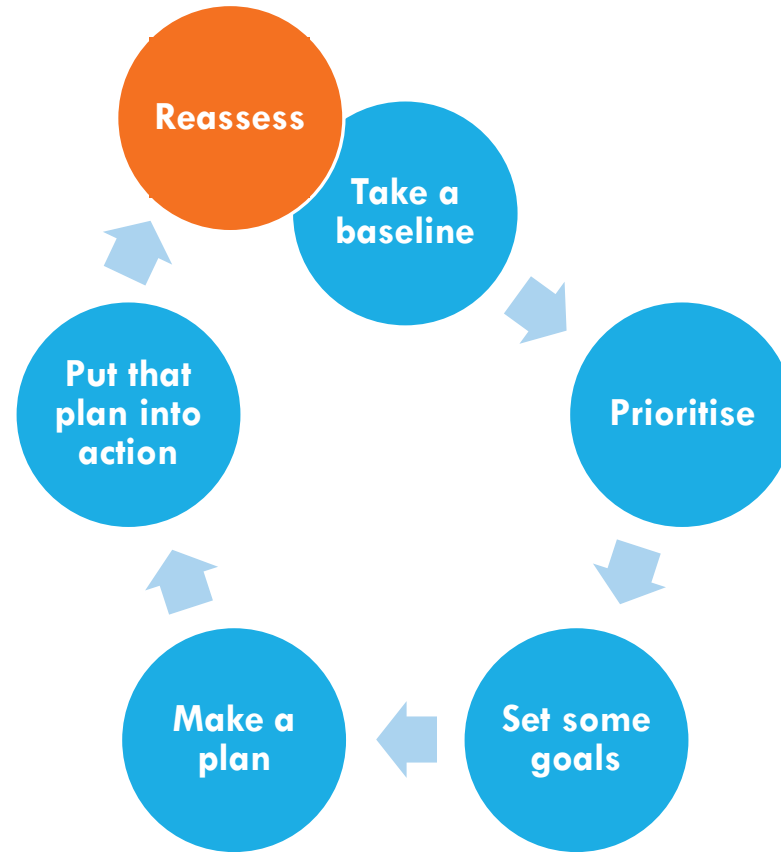 Reassess
Take a
baseline
Prioritise
Set some
goals
Make a
plan
Put that
plan into
action